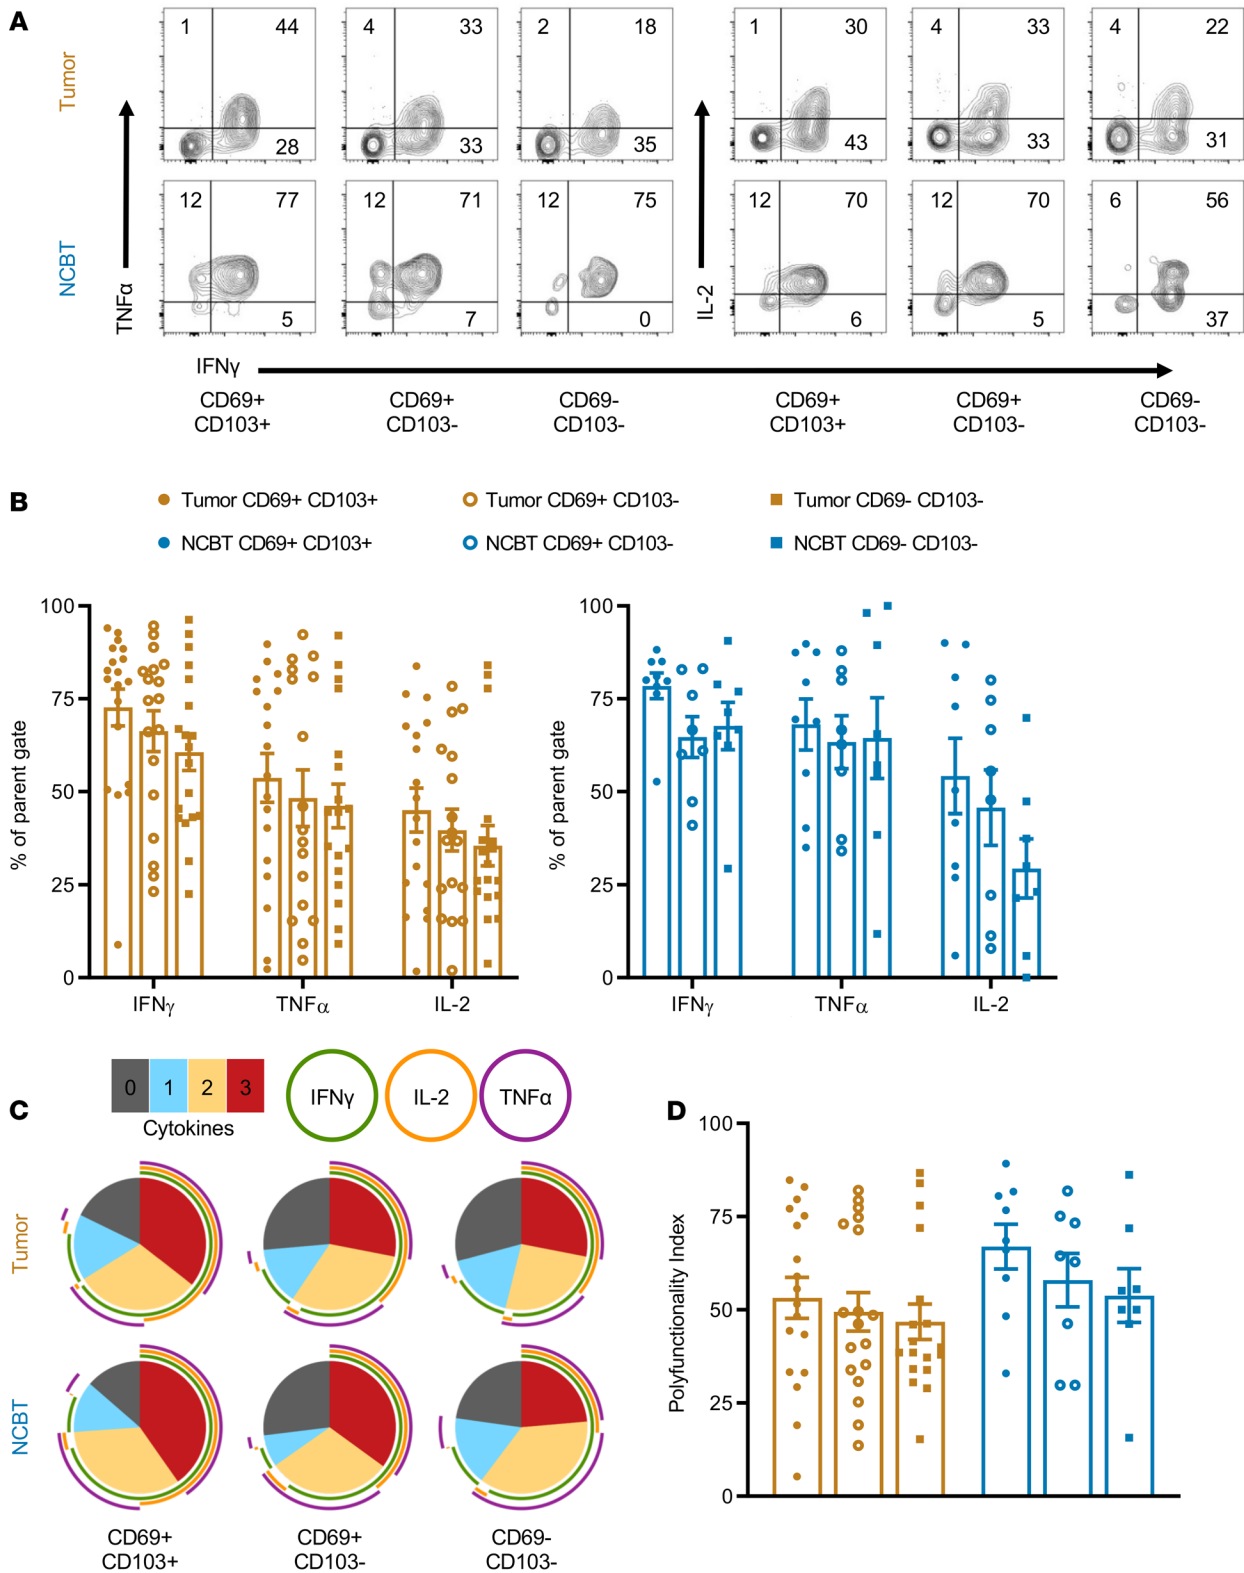 A
Tumor
1 44
28
4 33
33
2 18
35
1 30
43
4 33
33
4 22
31
NCBT
TNFα
12 77
5
12 71
7
12 75
0
IL-2
12 70
6
12 70
5
6 56
37
IFNγ
CD69+
CD103+
CD69+
CD103-
CD69-
CD103-
CD69+
CD103+
CD69+
CD103-
CD69-
CD103-
B
Tumor CD69+ CD103+
Tumor CD69+ CD103-
Tumor CD69- CD103-
NCBT CD69+ CD103+
NCBT CD69+ CD103-
NCBT CD69- CD103-
% of parent gate
100
75
50
25
0
IFNγ
TNFα
IL-2
% of parent gate
100
75
50
25
0
IFNγ
TNFα
IL-2
C
0 1 2 3
Cytokines
IFNγ
IL-2
TNFα
Tumor
NCBT
CD69+
CD103+
CD69+
CD103-
CD69-
CD103-
D
Polyfunctionality Index
100
75
50
25
0